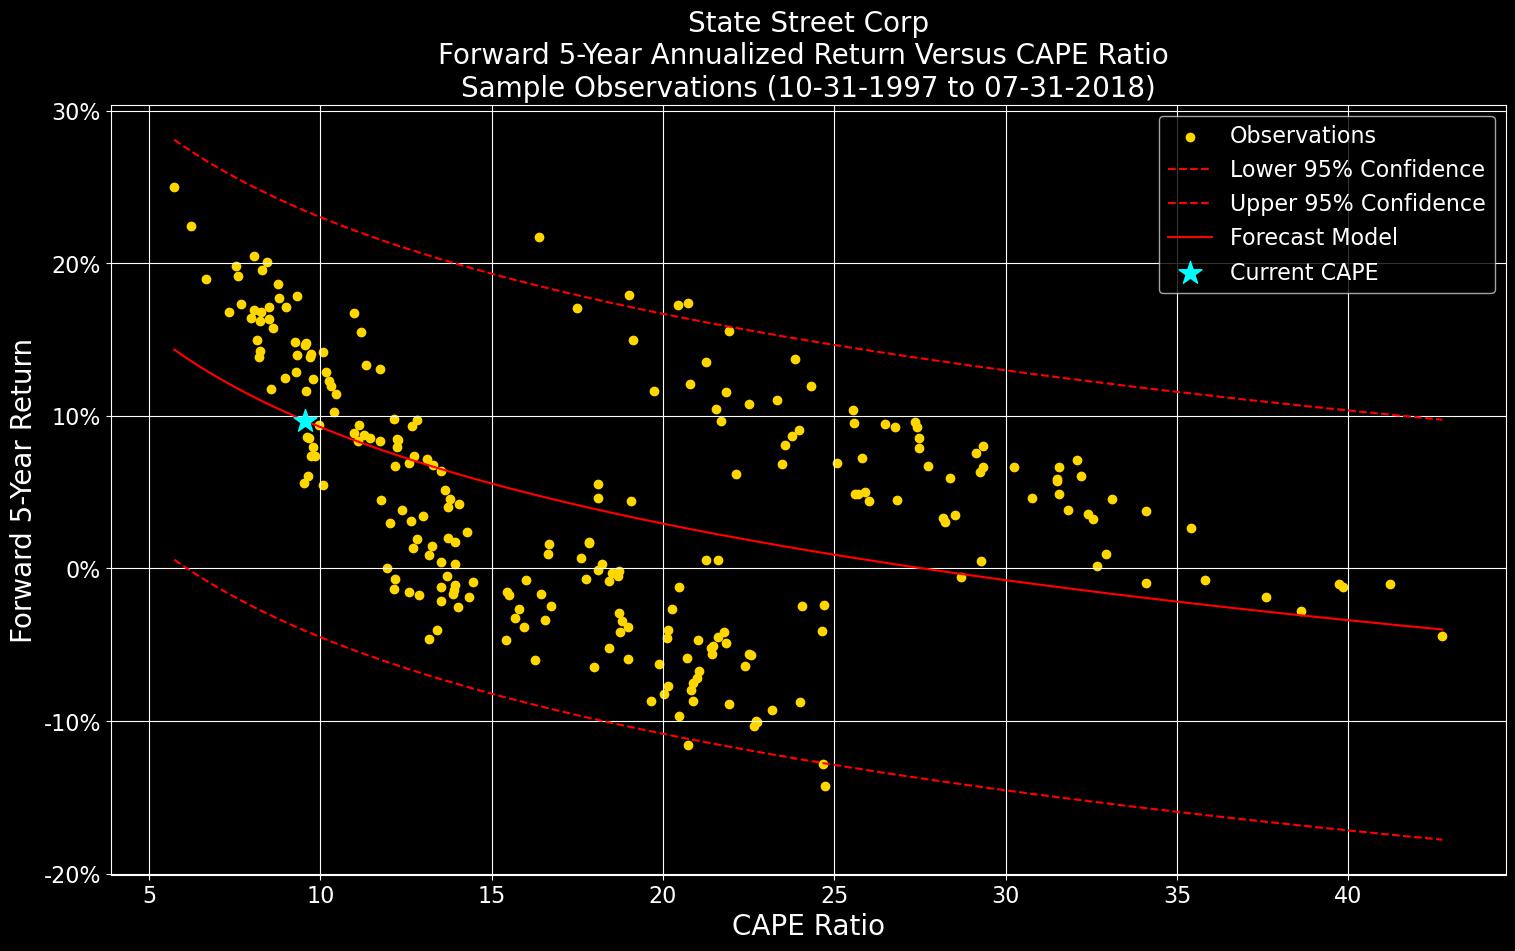 State Street Corp
Forward 5-Year Annualized Return Versus CAPE Ratio
Sample Observations (10-31-1997 to 07-31-2018)
30%
20%
10%
0%
-10%
-20%
Forward 5-Year Return
Observations
Lower 95% Confidence
Upper 95% Confidence
Forecast Model
Current CAPE
5 10 15 20 25 30 35 40
CAPE Ratio